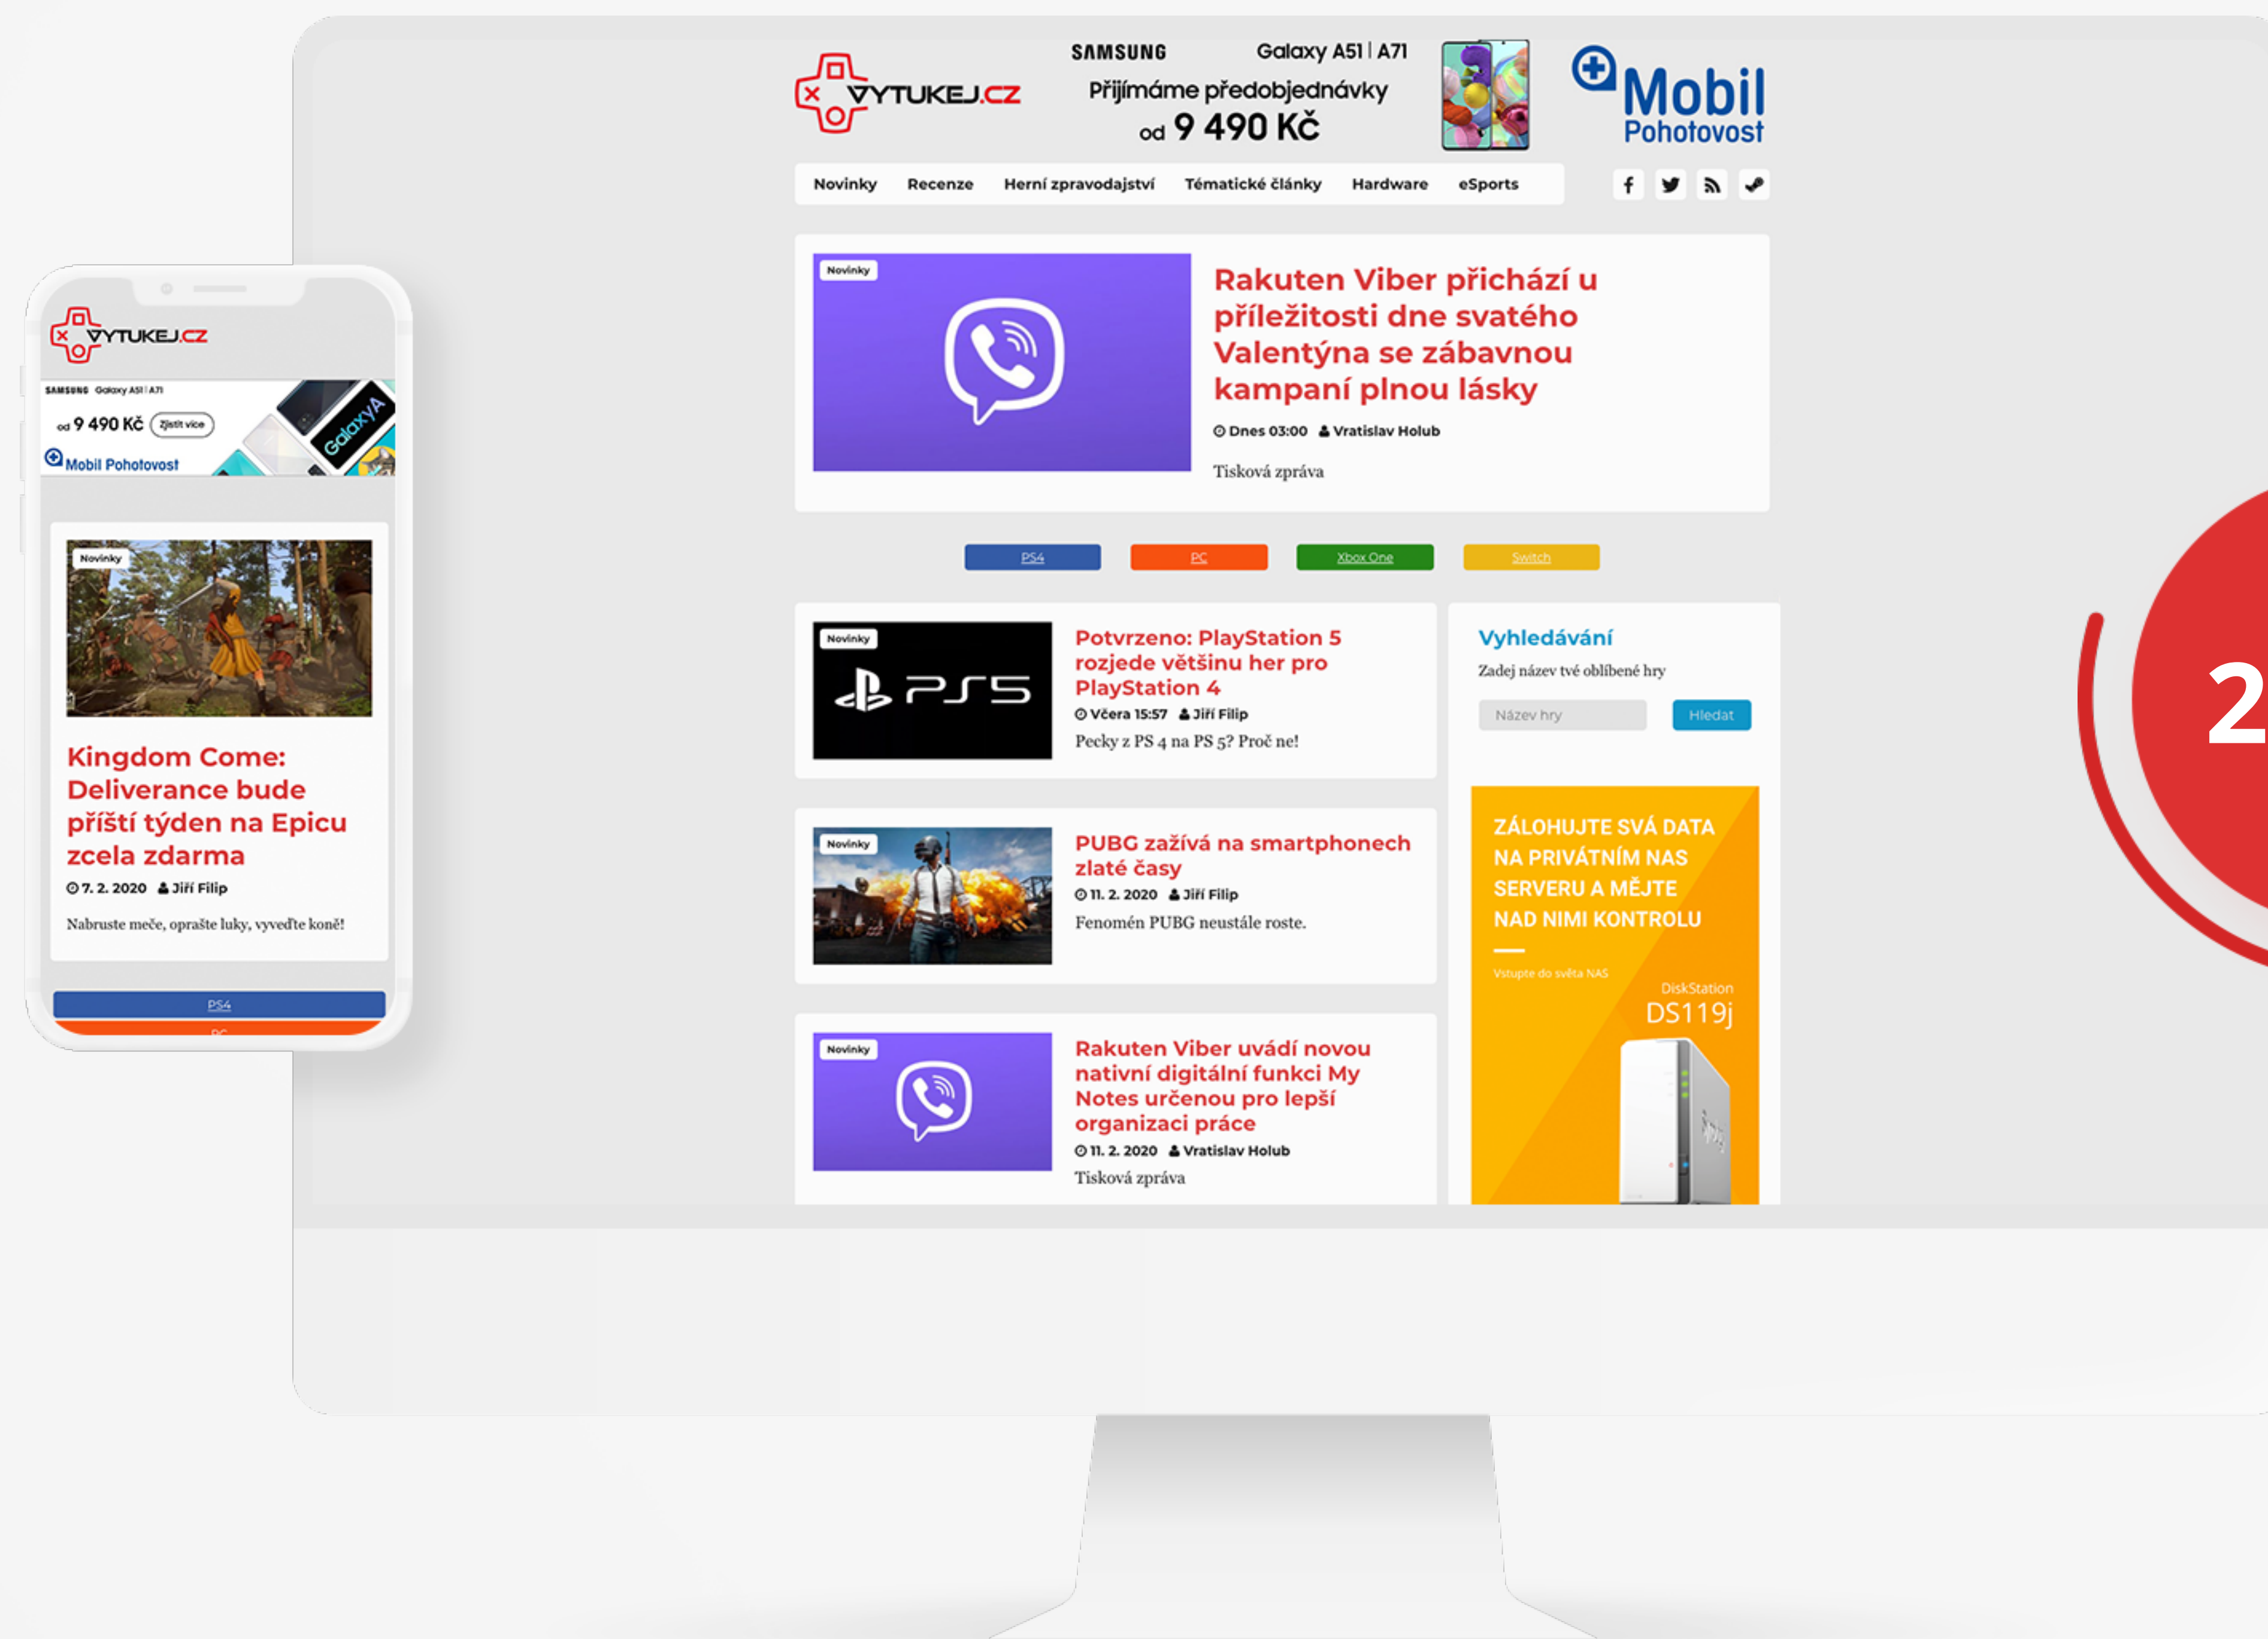 VYTUKEJ.CZ
SAMSUNG Galaxy A51 | A71
Přijímáme předobjednávky
od 9 490 Kč
Mobil
Pohotovost
Novinky Recenze Herní zpravodajství Tématické články Hardware eSports
Novinky
Rakuten Viber přichází u
příležitosti dne svatého
Valentýna se zábavnou
kampaní plnou lásky
Dnes 03:00 Vratislav Holub
Tisková zpráva
PS4 PC Xbox One Switch
Novinky
PS5
Potvrzeno: PlayStation 5
rozjede většinu her pro
PlayStation 4
Včera 15:57 Jiří Filip
Pecky z PS 4 na PS 5? Proč ne!
Novinky
PUBG zažívá na smartphonech
zlaté časy
11. 2. 2020 Jiří Filip
Fenomén PUBG neustále roste.
Novinky
Rakuten Viber uvádí novou
nativní digitální funkci My
Notes určenou pro lepší
organizaci práce
11. 2. 2020 Vratislav Holub
Tisková zpráva
Vyhledávání
Zadej název tvé oblíbené hry
Název hry Hledat
ZÁLOHUJTE SVÁ DATA
NA PRIVÁTNÍM NAS
SERVERU A MĚJTE
NAD NIMI KONTROLU
Vstupte do světa NAS
DiskStation
DS119j
VYTUKEJ.CZ
SAMSUNG Galaxy A51 | A71
od 9 490 Kč Zjistit více
Mobil Pohotovost
GalaxyA
Novinky
Kingdom Come:
Deliverance bude
příští týden na Epicu
zcela zdarma
7. 2. 2020 Jiří Filip
Nabruste meče, oprašte luky, vyveďte koně!
PS4
PC
2